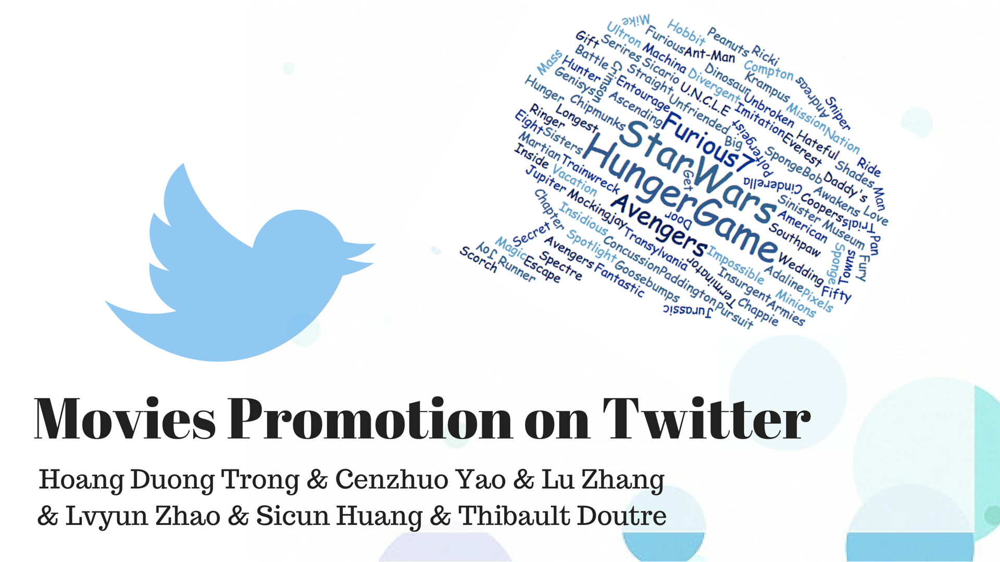 Mike
Hobbit
Peanuts
Ricki
Ultron
Furious
Ant-Man
Compton
Andreas
Sniper
Gift
Serires
Machina
Dinosaur
Krampus
Mission
Nation
Battle
Crimson
Straight
Sicario
Divergent
Unbroken
Hateful
Ride
Mass
Hunter
Entourage
U.N.C.L.E
Imitation
Everest
Shades
Man
Genisys
Ascending
Unfriended
Poltergeist
SpongeBob
Daddy's
Love
Hunger
Chipmunks
Furious7
Big
Cinderella
Awakens
Trials
Ringer
Longest
StarWars
Coopers
Museum
Pan
Eight
Sisters
HungerGame
Get
Sinister
American
Martian
Trainwreck
Avengers
Door
Southpaw
Sponge
Towns
Fury
Inside
Vacation
Mockingjay
Transylvania
Impossible
Wedding
Fifty
Jupiter
Insidious
Concussion
Terminator
Insurgent
Adaline
Pixels
Chapter
Spotlight
Goosebumps
Paddington
Chappie
Armies
Minions
Secret
Avengers
Fantastic
Jurassic
Pursuit
Magic
Spectre
Joy
Escape
Scorch
Runner
Movies Promotion on Twitter
Hoang Duong Trong & Cenzhuo Yao & Lu Zhang
& Lvyun Zhao & Sicun Huang & Thibault Doutre